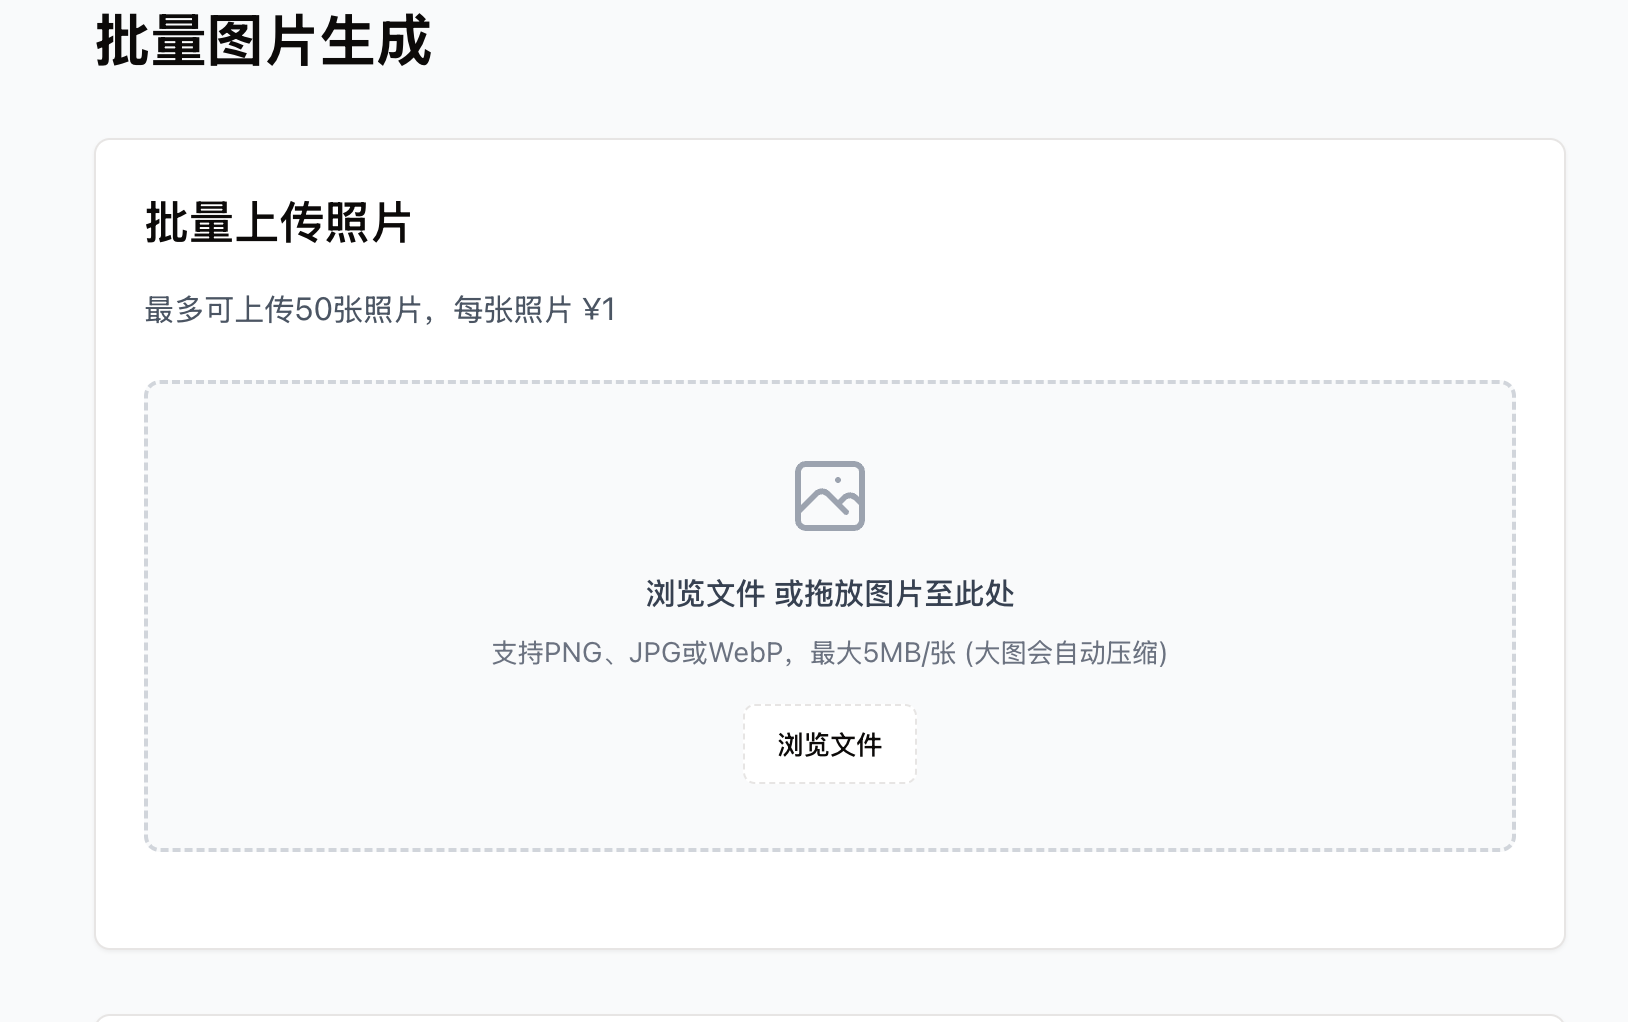 批量图片生成
批量上传照片
最多可上传50张照片，每张照片 ¥1
浏览文件 或拖放图片至此处
支持PNG、JPG或WebP，最大5MB/张 (大图会自动压缩)
浏览文件